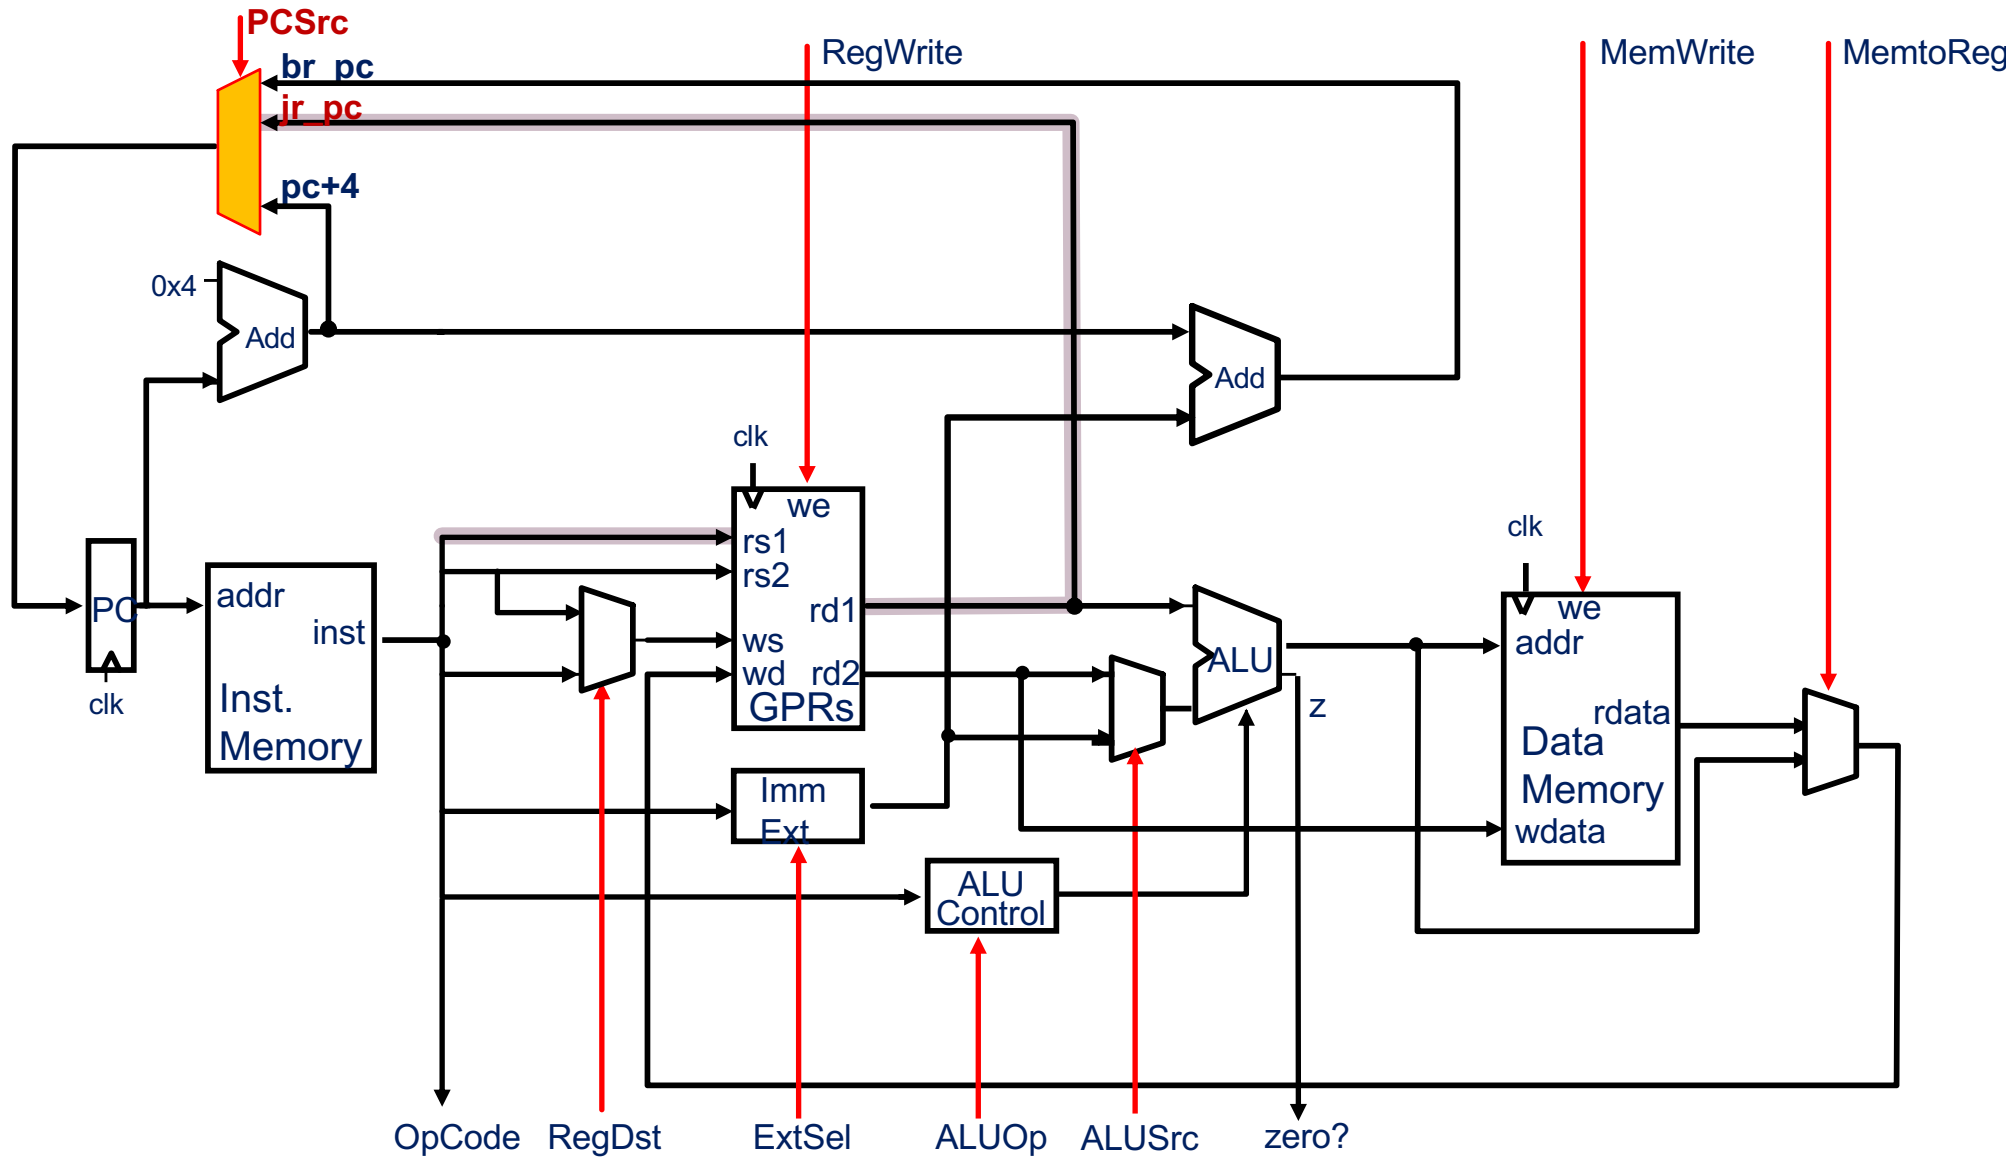 PCSrc
br_pc
RegWrite
MemWrite
MemtoReg
jr_pc
pc+4
0x4
Add
Add
clk
we
rs1
rs2
rd1
ws
wd
rd2
GPRs
PC
clk
addr
inst
Inst.
Memory
Imm
Ext
ALU
Control
ALU
z
clk
we
addr
rdata
Data
Memory
wdata
OpCode
RegDst
ExtSel
ALUOp
ALUSrc
zero?